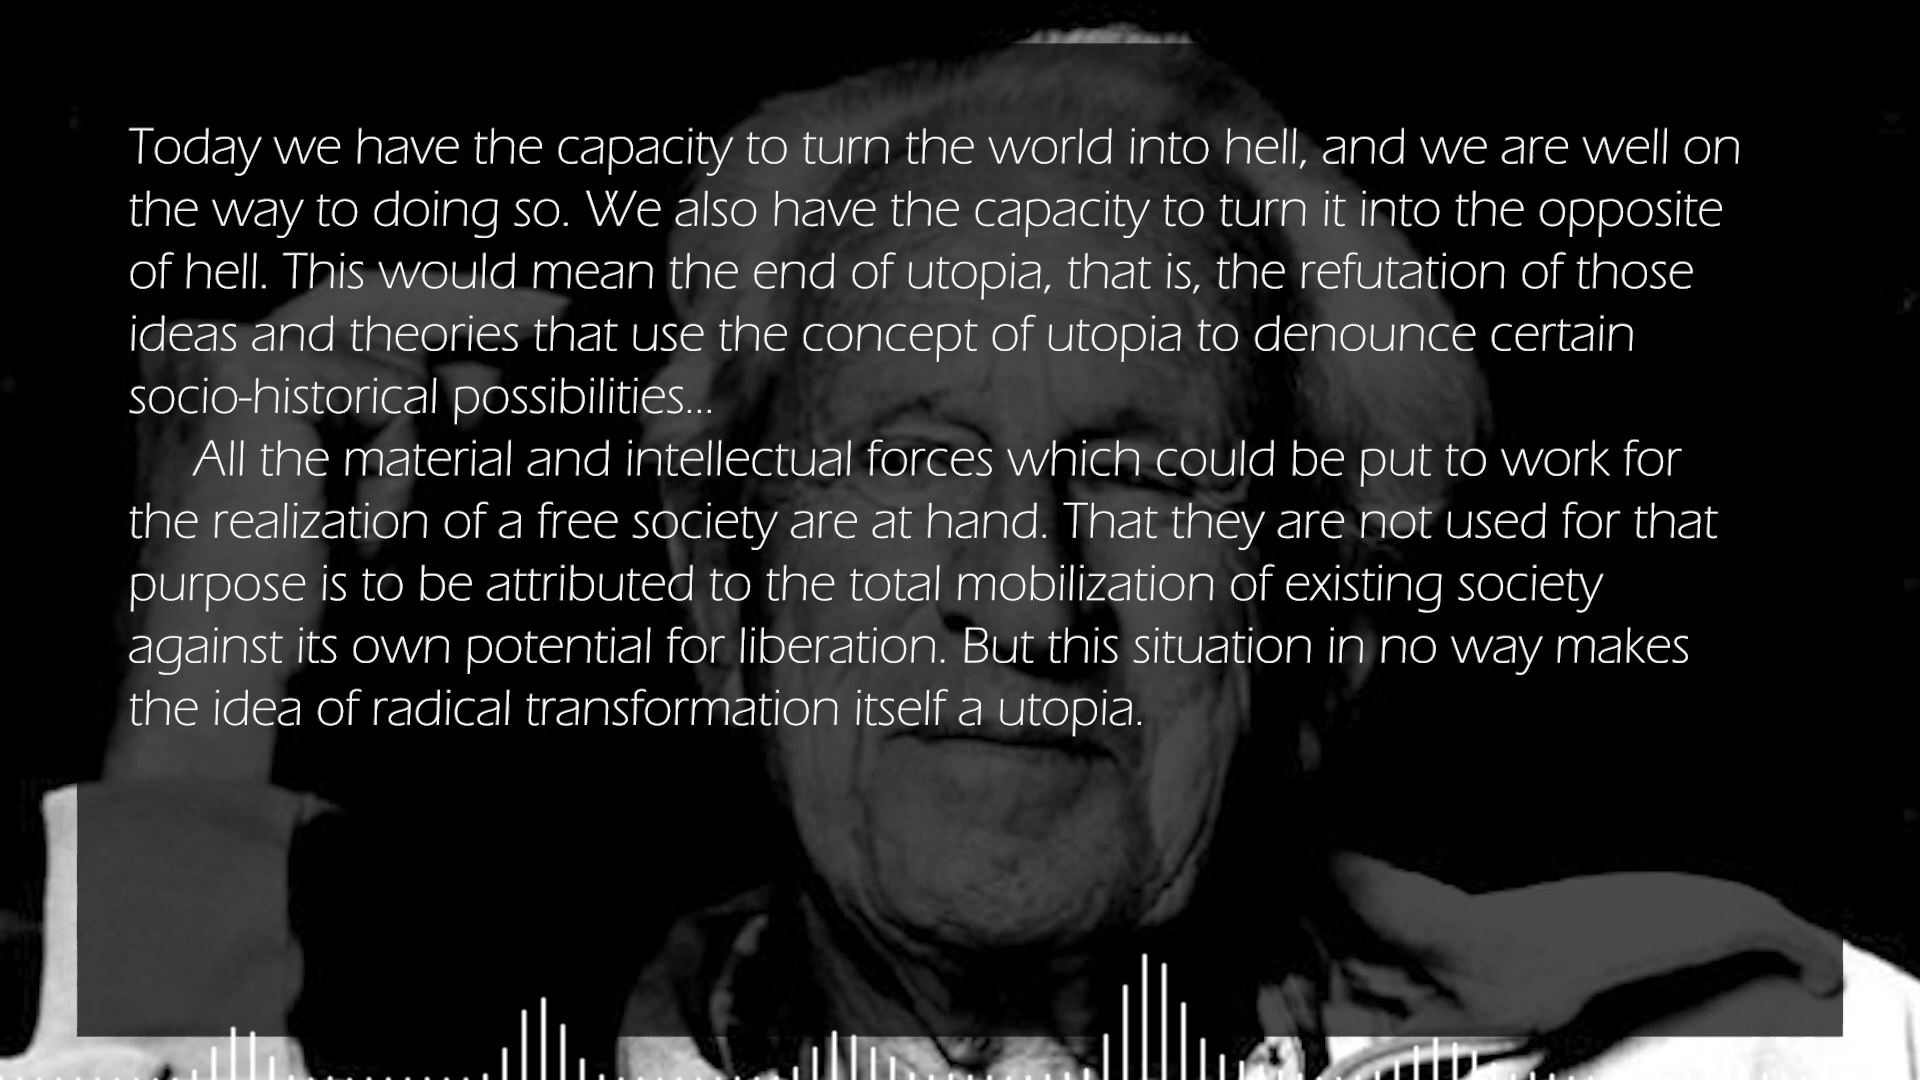 Today we have the capacity to turn the world into hell, and we are well on
the way to doing so. We also have the capacity to turn it into the opposite
of hell. This would mean the end of utopia, that is, the refutation of those
ideas and theories that use the concept of utopia to denounce certain
socio-historical possibilities...
All the material and intellectual forces which could be put to work for
the realization of a free society are at hand. That they are not used for that
purpose is to be attributed to the total mobilization of existing society
against its own potential for liberation. But this situation in no way makes
the idea of radical transformation itself a utopia.